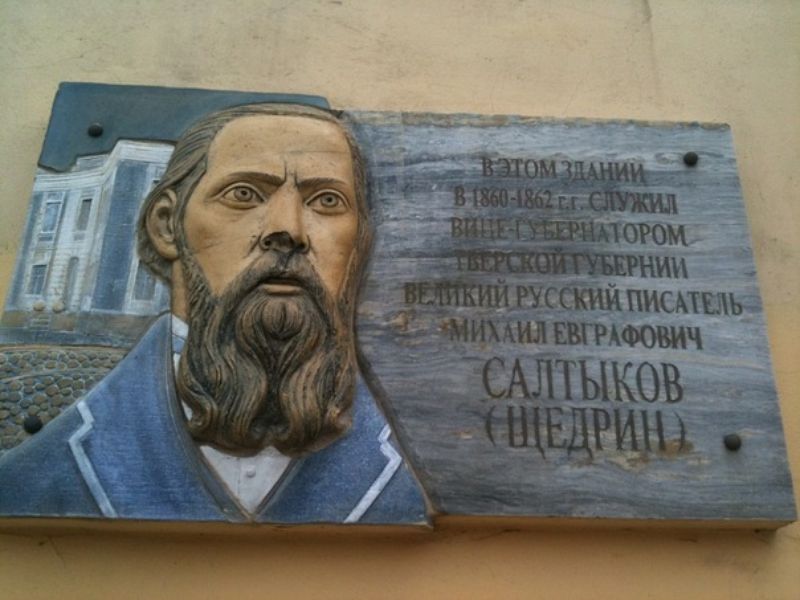 В ЭТОМ ЗДАНИИ
В 1860-1862 г.г. СЛУЖИЛ
ВИЦЕ-ГУБЕРНАТОРОМ
ТВЕРСКОЙ ГУБЕРНИИ
ВЕЛИКИЙ РУССКИЙ ПИСАТЕЛЬ
МИХАИЛ ЕВГРАФОВИЧ
САЛТЫКОВ
(ЩЕДРИН)